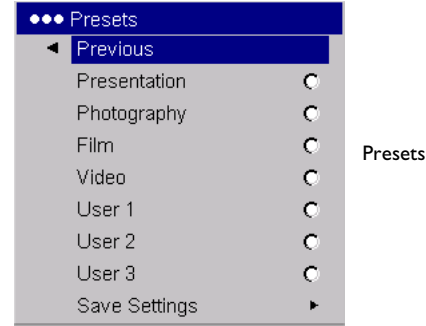 Presets
Previous
Presentation
Photography
Film
Presets
Video
User 1
User 2
User 3
Save Settings